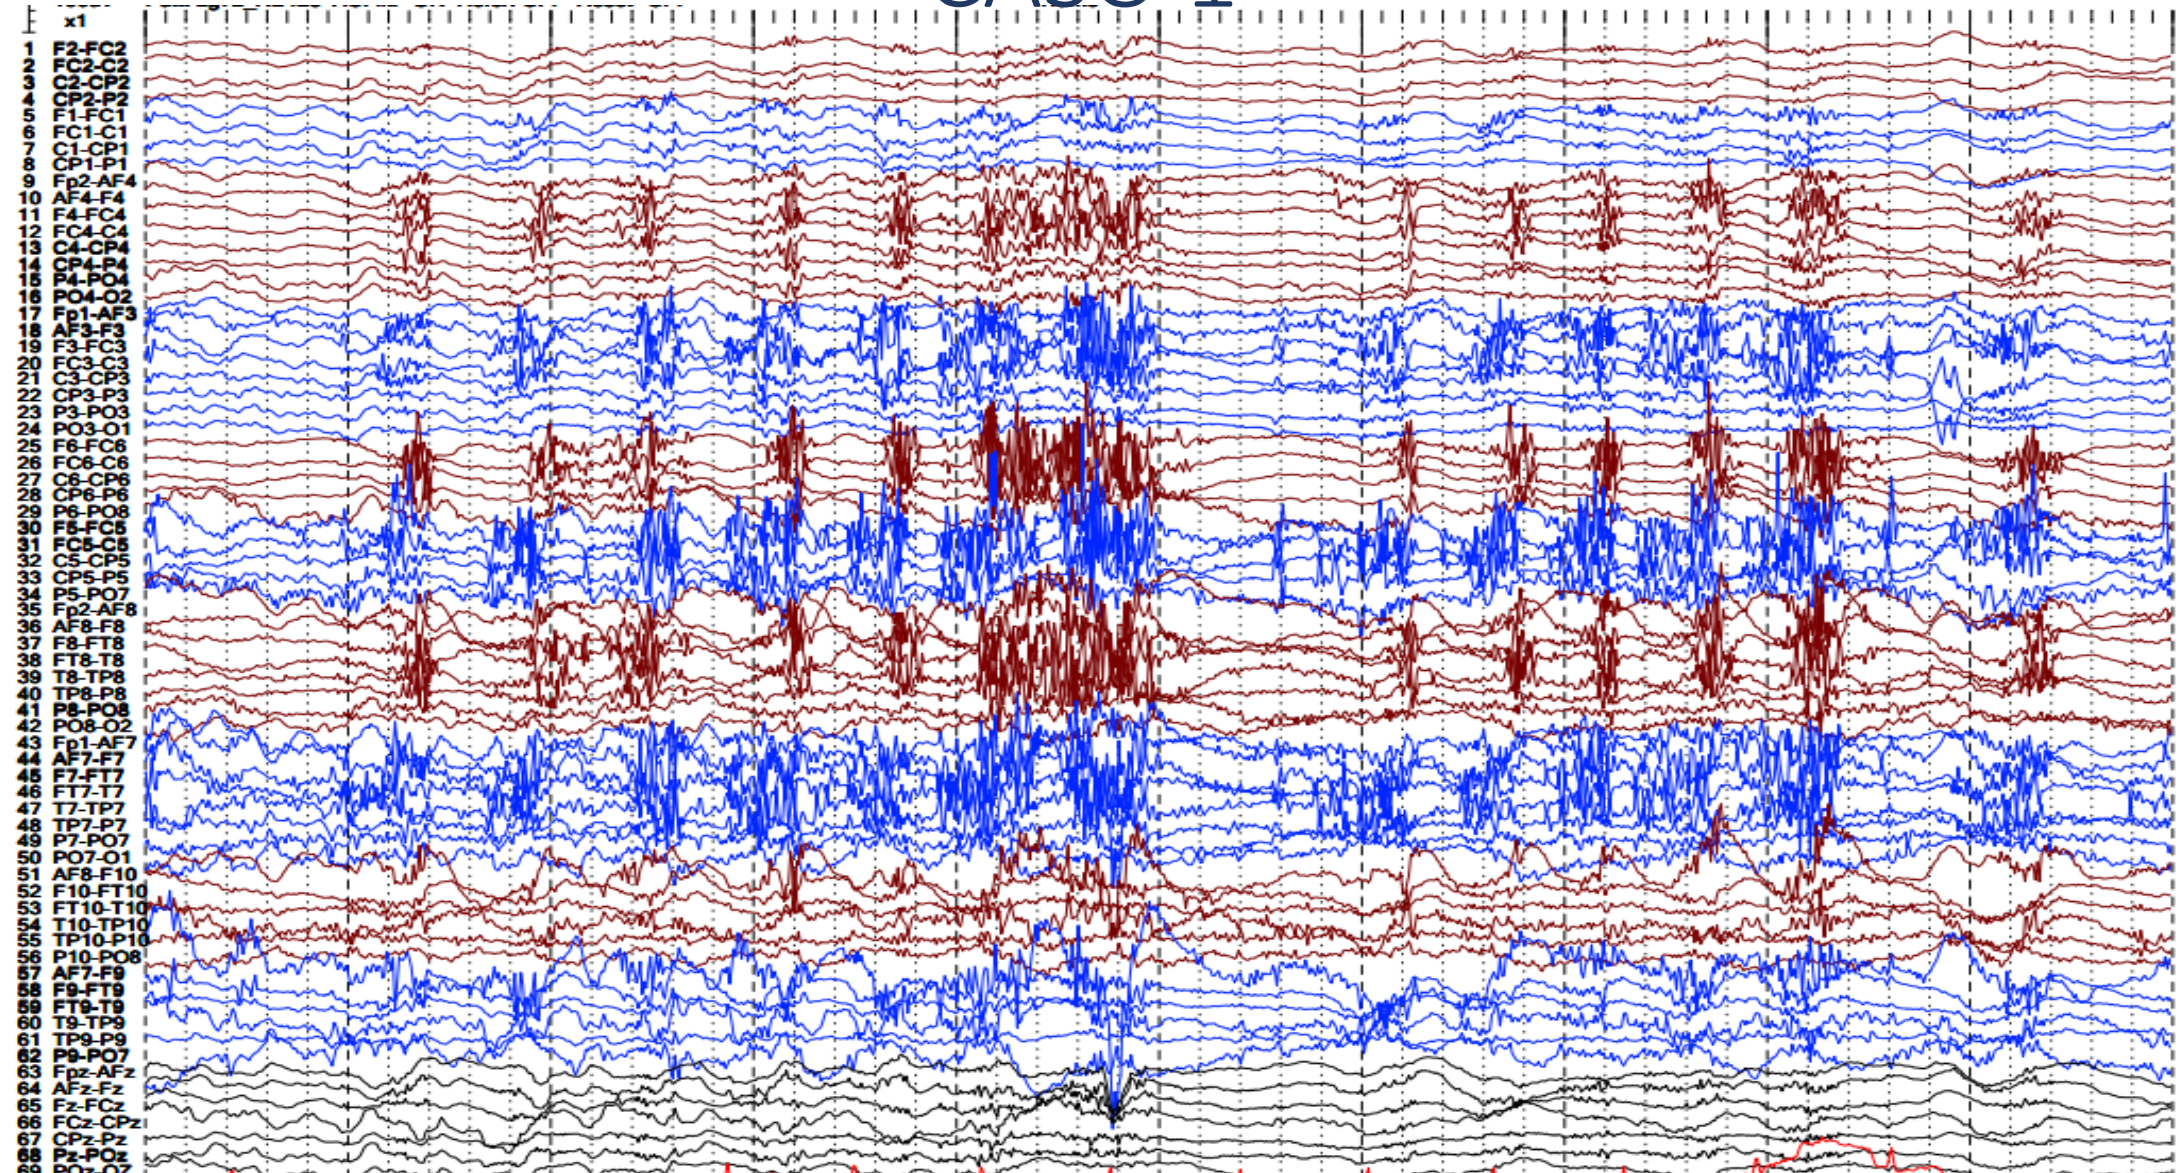 CASO 1
x1
1 F2-FC2
2 FC2-C2
3 C2-CP2
4 CP2-P2
5 F1-FC1
6 FC1-C1
7 C1-CP1
8 CP1-P1
9 Fp2-AF4
10 AF4-F4
11 F4-FC4
12 FC4-C4
13 C4-CP4
14 CP4-P4
15 P4-PO4
16 PO4-O2
17 Fp1-AF3
18 AF3-F3
19 F3-FC3
20 FC3-C3
21 C3-CP3
22 CP3-P3
23 P3-PO3
24 PO3-O1
25 F6-FC6
26 FC6-C6
27 C6-CP6
28 CP6-P6
29 P6-PO8
30 F5-FC5
31 FC5-C5
32 C5-CP5
33 CP5-P5
34 P5-PO7
35 Fp2-AF8
36 AF8-F8
37 F8-FT8
38 FT8-T8
39 T8-TP8
40 TP8-P8
41 P8-PO8
42 PO8-O2
43 Fp1-AF7
44 AF7-F7
45 F7-FT7
46 FT7-T7
47 T7-TP7
48 TP7-P7
49 P7-PO7
50 PO7-O1
51 AF8-F10
52 F10-FT10
53 FT10-T10
54 T10-TP10
55 TP10-P10
56 P10-PO8
57 AF7-F9
58 F9-FT9
59 FT9-T9
60 T9-TP9
61 TP9-P9
62 P9-PO7
63 Fpz-AFz
64 AFz-Fz
65 Fz-FCz
66 FCz-CPz
67 CPz-Pz
68 Pz-POz
69 POz-OZ